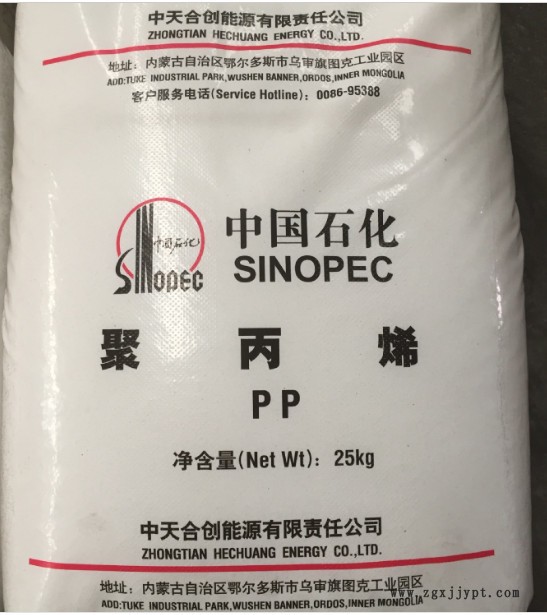 中天合创能源有限责任公司
ZHONGTIAN HECHUANG ENERGY CO.,LTD.
地址：内蒙古自治区鄂尔多斯市乌审旗图克工业园区
ADD:TUKE INDUSTRIAL PARK,WUSHEN BANNER,ORDOS,INNER MONGOLIA
客户服务电话(Service Hotline)：0086-95388
中国石化
SINOPEC
中国石化
SINOPEC
聚丙烯
PP
净含量(Net Wt)：25kg
中天合创能源有限责任公司
ZHONGTIAN HECHUANG ENERGY CO.,LTD.
地址：内蒙古自治区鄂尔多斯市乌审旗图克工业园区
ADD:TUKE INDUSTRIAL PARK,WUSHEN BANNER,ORDOS,INNER MONGOLIA
www.zgxjjypt.com